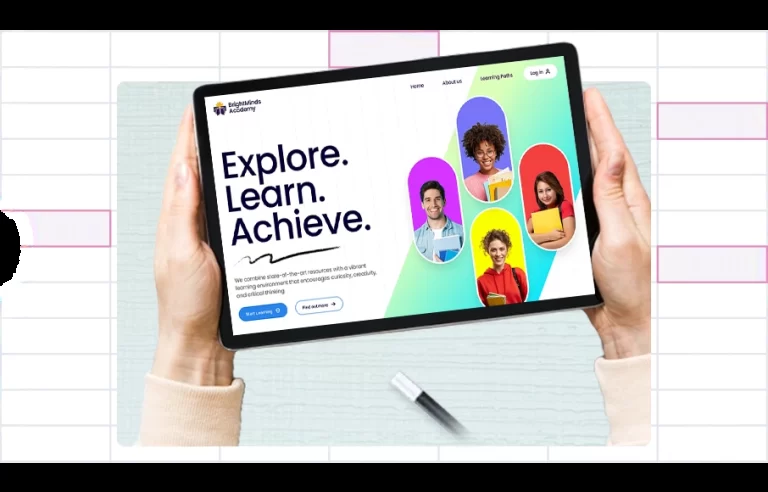 BrightMinds
Academy
Home
About us
Learning Paths
Log in
Explore.
Learn.
Achieve.
We combine state-of-the-art resources with a vibrant
learning environment that encourages curiosity, creativity,
and critical thinking
Start Learning
Find out more